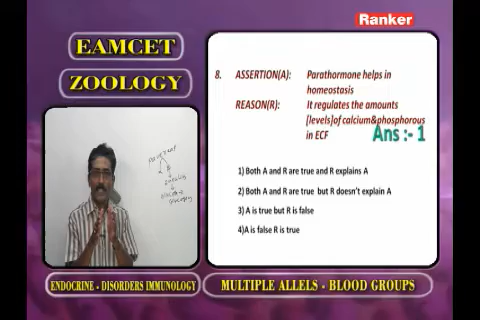 Ranker
EAMCET
ZOOLOGY
8. ASSERTION(A): Parathormone helps in
homeostasis
REASON(R): It regulates the amounts
[levels]of calcium&phosphorous
in ECF
Ans :- 1
1) Both A and R are true and R explains A
2) Both A and R are true but R doesn't explain A
3) A is true but R is false
4)A is false R is true
ENDOCRINE - DISORDERS IMMUNOLOGY
MULTIPLE ALLELS - BLOOD GROUPS